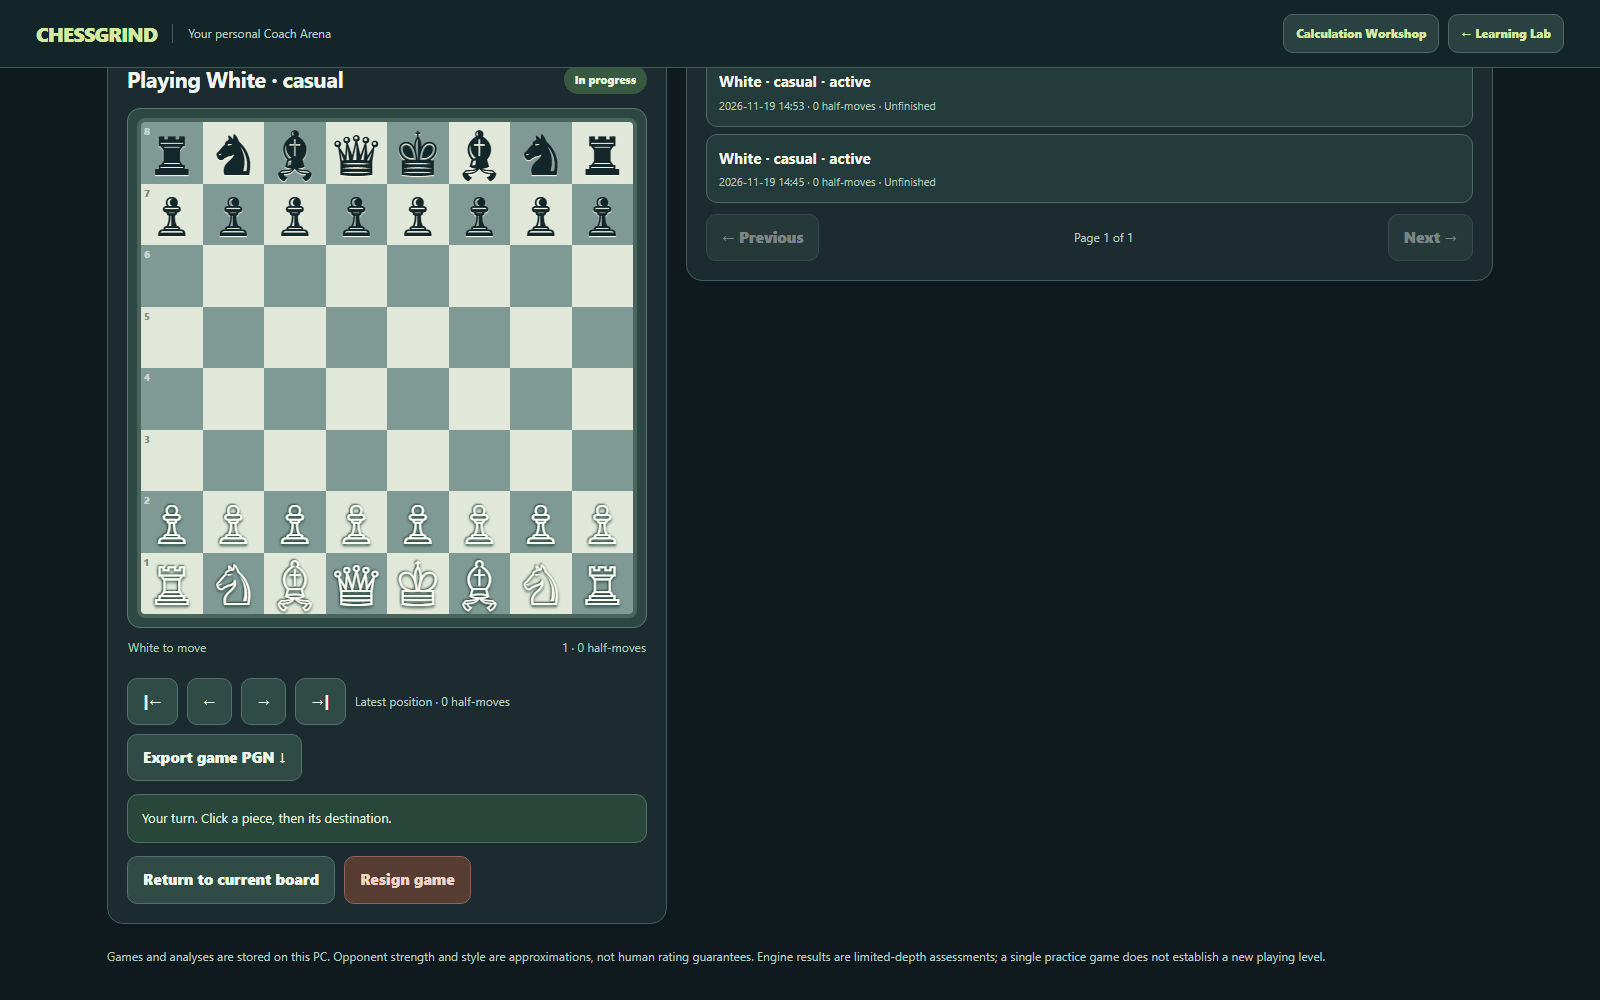 CHESSGRIND
Your personal Coach Arena
Calculation Workshop
← Learning Lab
Playing White · casual
In progress
8
7
6
5
4
3
2
1
White to move
1 · 0 half-moves
|←
←
→
→|
Latest position · 0 half-moves
Export game PGN ↓
Your turn. Click a piece, then its destination.
Return to current board
Resign game
White · casual · active
2026-11-19 14:53 · 0 half-moves · Unfinished
White · casual · active
2026-11-19 14:45 · 0 half-moves · Unfinished
← Previous
Page 1 of 1
Next →
Games and analyses are stored on this PC. Opponent strength and style are approximations, not human rating guarantees. Engine results are limited-depth assessments; a single practice game does not establish a new playing level.